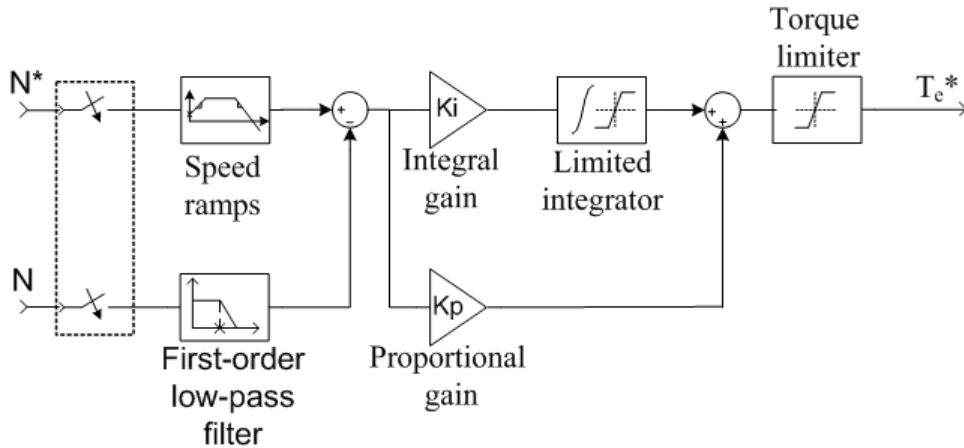 Torque
limiter
N*
Te*
+
−
Ki
+
+
Speed
ramps
Integral
gain
Limited
integrator
N
Kp
First-order
low-pass
filter
Proportional
gain